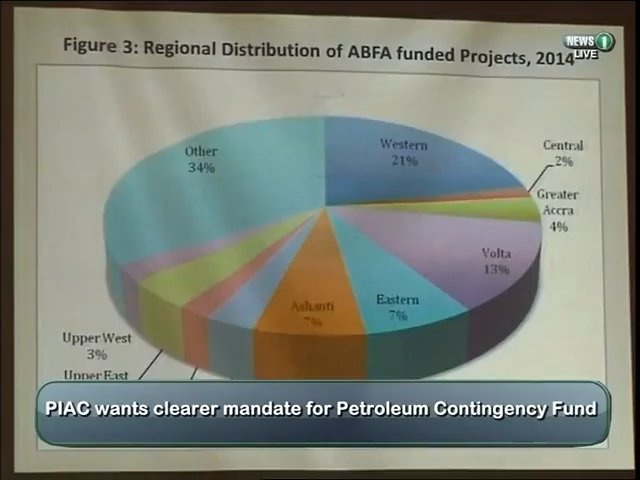 NEWS 1
LIVE
Figure 3: Regional Distribution of ABFA funded Projects, 2014
Other
34%
Western
21%
Central
2%
Greater
Accra
4%
Volta
13%
Eastern
7%
Ashanti
7%
Upper West
3%
Upper East
PIAC wants clearer mandate for Petroleum Contingency Fund